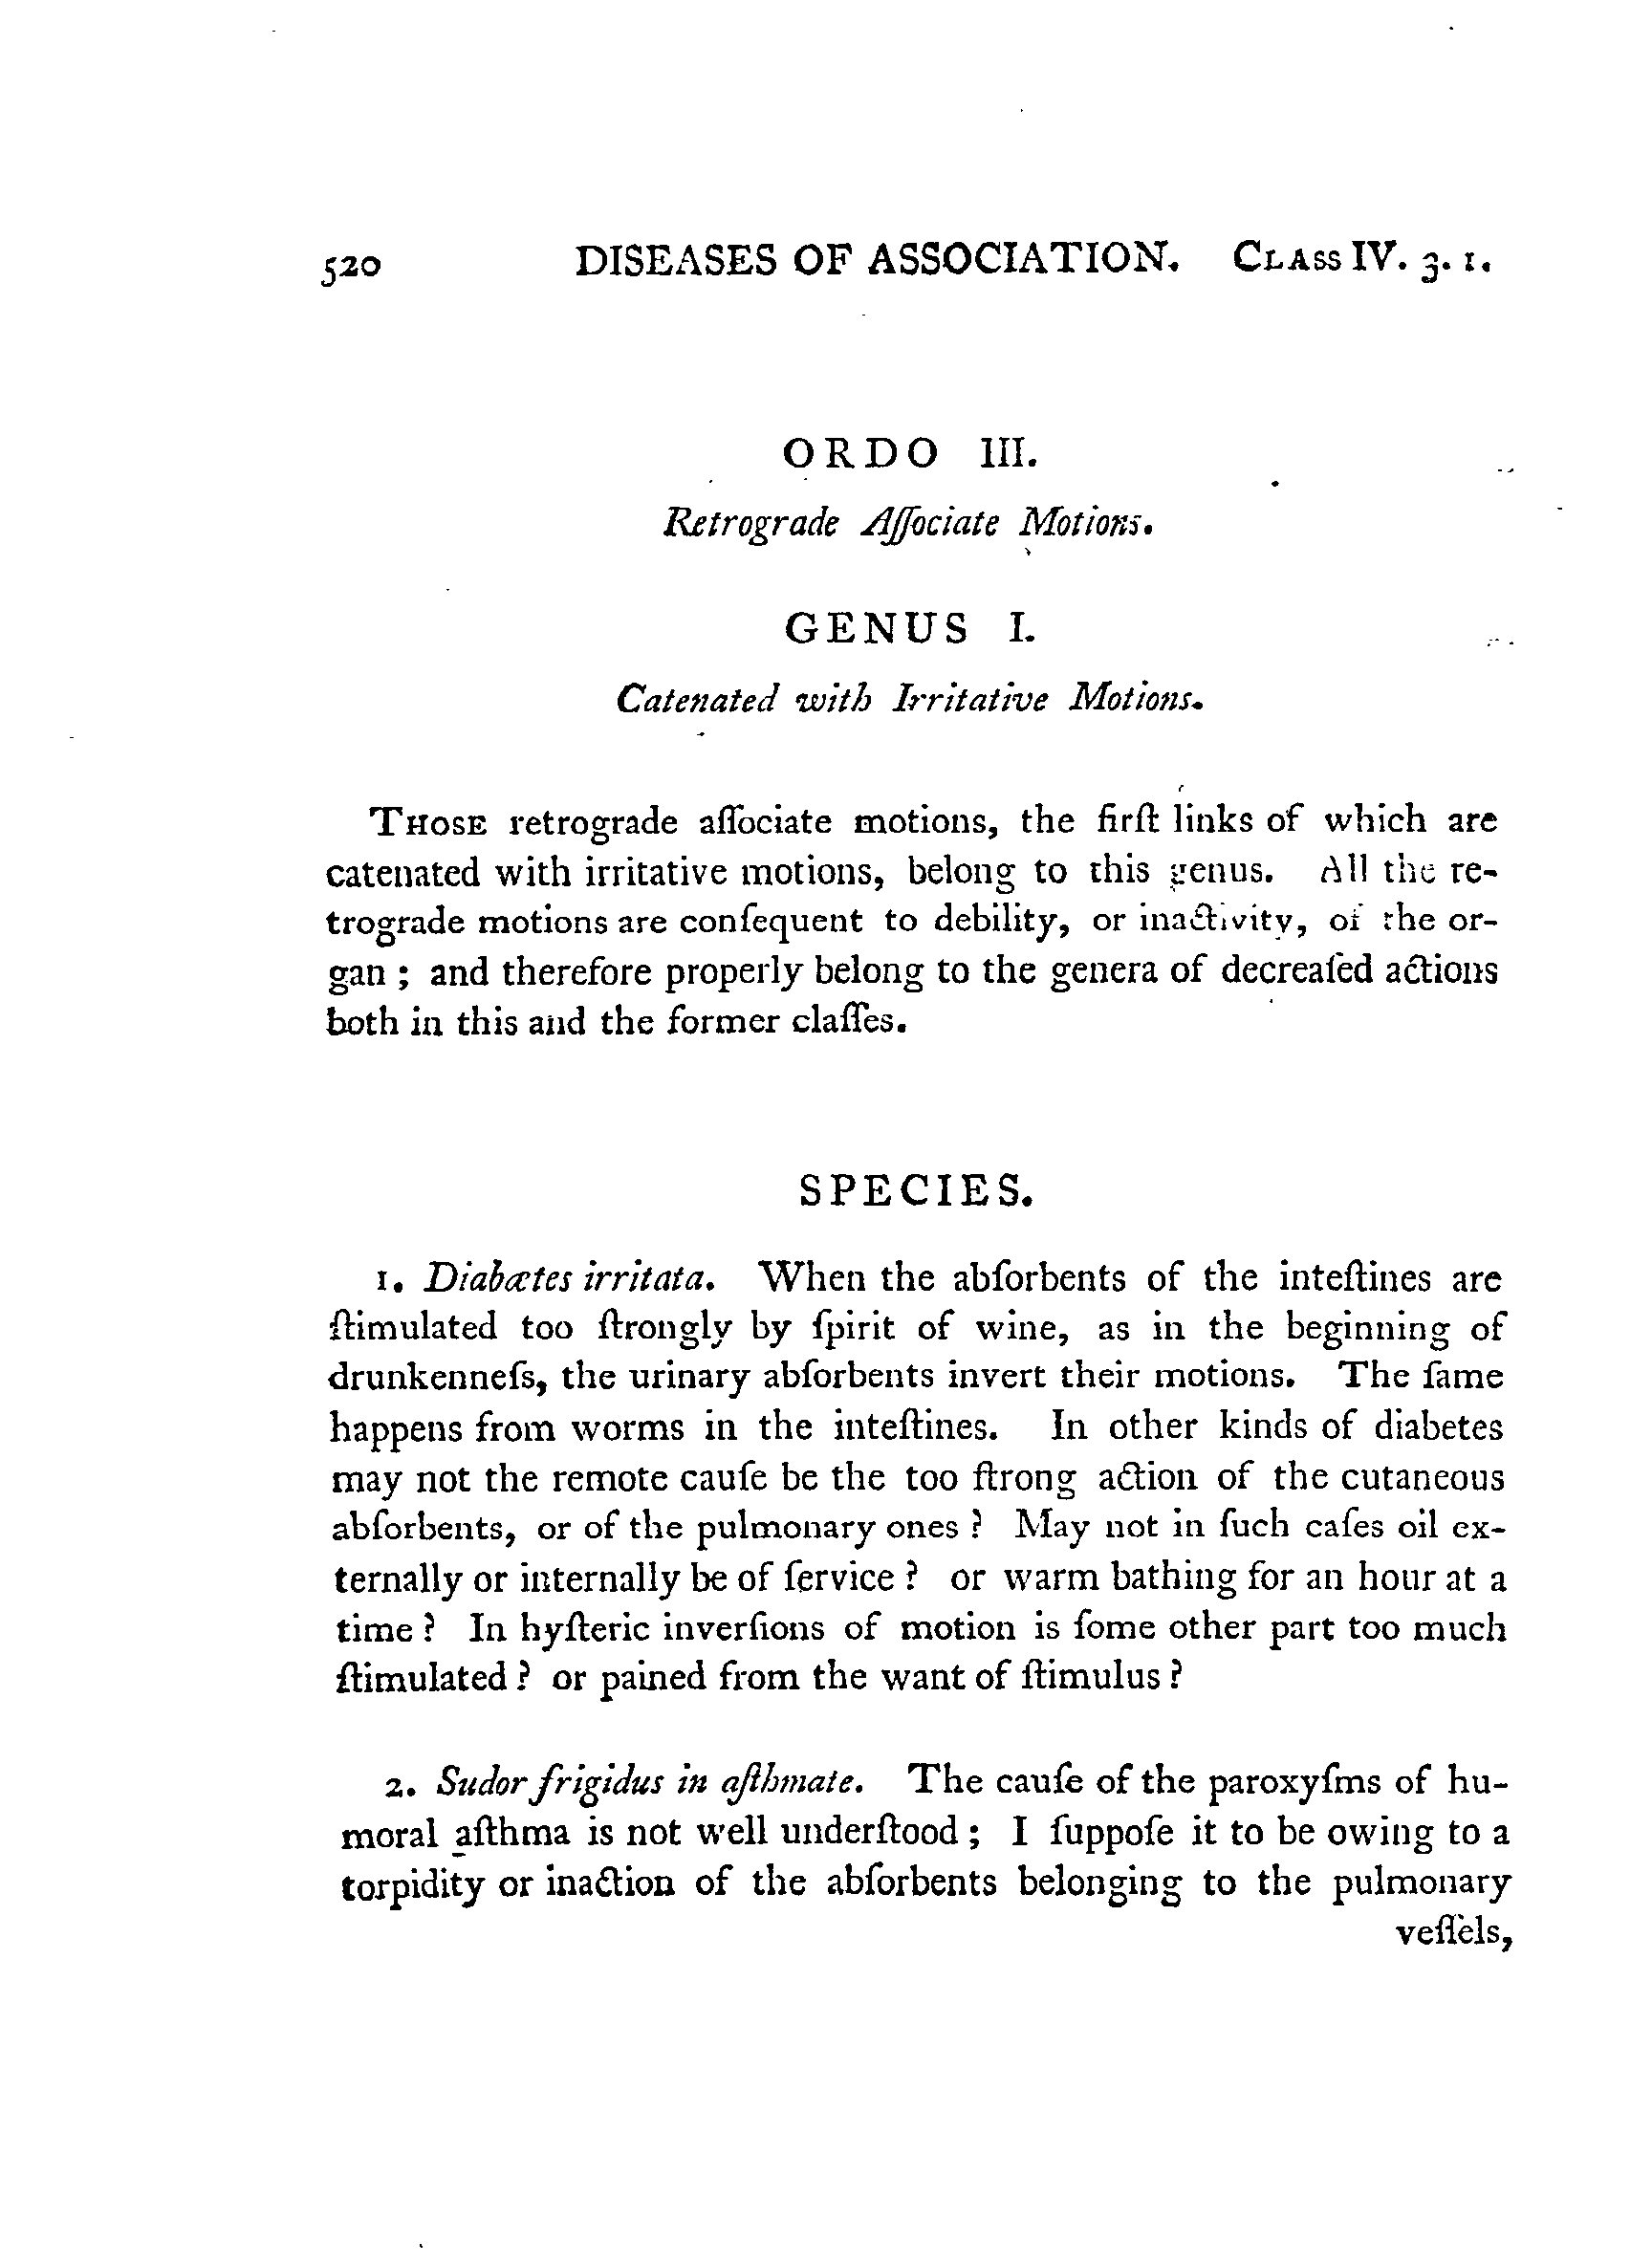 520 DISEASES OF ASSOCIATION. CLASS IV. 3. 1.
ORDO III.
Retrograde Aſſociate Motions.
GENUS I.
Catenated with Irritative Motions.
THOSE retrograde aſſociate motions, the firſt links of which are
catenated with irritative motions, belong to this genus. All the re-
trograde motions are conſequent to debility, or inactivity, of the or-
gan ; and therefore properly belong to the genera of decreaſed actions
both in this and the former claſſes.
SPECIES.
1. Diabætes irritata. When the abſorbents of the inteſtines are
ſtimulated too ſtrongly by ſpirit of wine, as in the beginning of
drunkenneſs, the urinary abſorbents invert their motions. The ſame
happens from worms in the inteſtines. In other kinds of diabetes
may not the remote cauſe be the too ſtrong action of the cutaneous
abſorbents, or of the pulmonary ones ? May not in ſuch caſes oil ex-
ternally or internally be of ſervice ? or warm bathing for an hour at a
time ? In hyſteric inverſions of motion is ſome other part too much
ſtimulated ? or pained from the want of ſtimulus ?
2. Sudor frigidus in aſthmate. The cauſe of the paroxyſms of hu-
moral aſthma is not well underſtood ; I ſuppoſe it to be owing to a
torpidity or inaction of the abſorbents belonging to the pulmonary
veſſels,